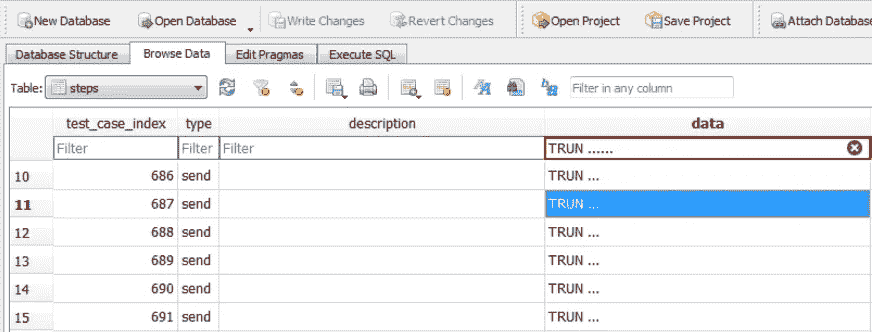 New Database Open Database Write Changes Revert Changes Open Project Save Project Attach Database
Database Structure Browse Data Edit Pragmas Execute SQL
Table: steps Filter in any column
test_case_index type description data
Filter Filter Filter TRUN ......
10 686 send TRUN ...
11 687 send TRUN ...
12 688 send TRUN ...
13 689 send TRUN ...
14 690 send TRUN ...
15 691 send TRUN ...